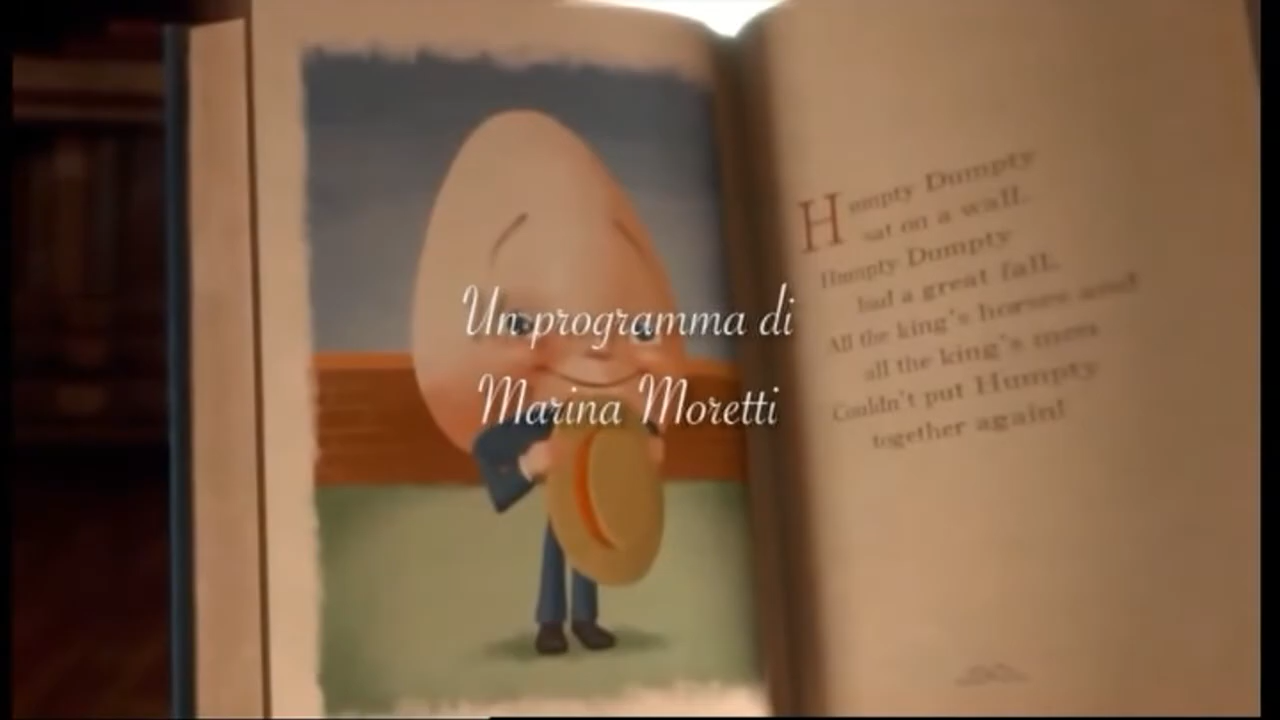 Un programma di
Marina Moretti
Humpty Dumpty
sat on a wall.
Humpty Dumpty
had a great fall.
All the king's horses and
all the king's men
Couldn't put Humpty
together again!